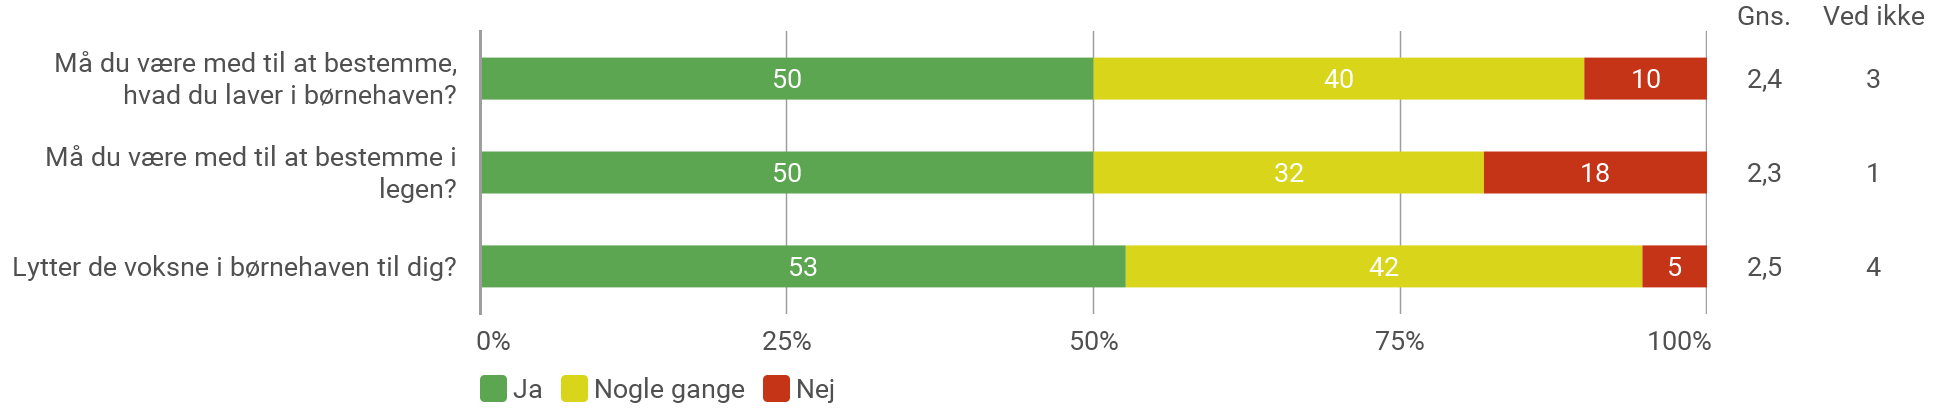 Gns. Ved ikke
Må du være med til at bestemme,
hvad du laver i børnehaven?
50 40 10 2,4 3
Må du være med til at bestemme i
legen?
50 32 18 2,3 1
Lytter de voksne i børnehaven til dig? 53 42 5 2,5 4
0% 25% 50% 75% 100%
Ja Nogle gange Nej